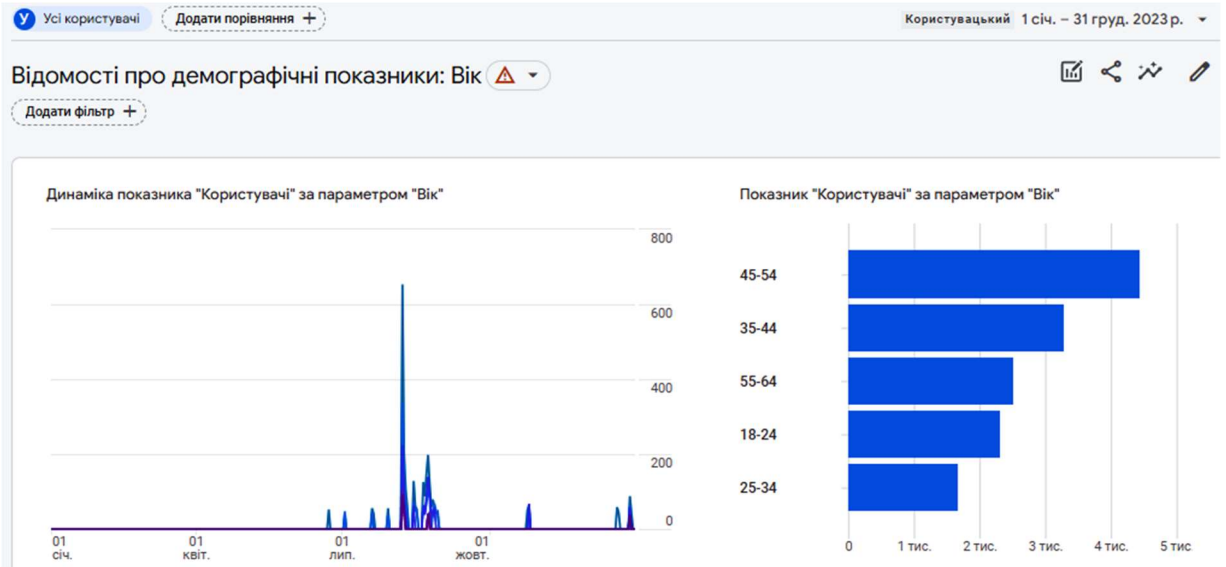 У Усі користувачі Додати порівняння + Користувацький 1 січ. – 31 груд. 2023 р.
Відомості про демографічні показники: Вік
Додати фільтр +
Динаміка показника "Користувачі" за параметром "Вік"
800
600
400
200
0
01 січ.
01 квіт.
01 лип.
01 жовт.
Показник "Користувачі" за параметром "Вік"
45-54
35-44
55-64
18-24
25-34
0 1 тис. 2 тис. 3 тис. 4 тис. 5 тис